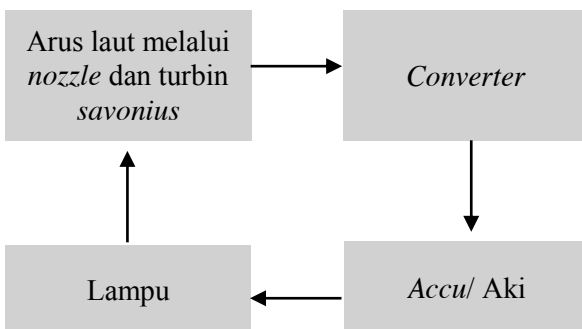 Arus laut melalui
nozzle dan turbin
savonius
Converter
Lampu
Accu/ Aki